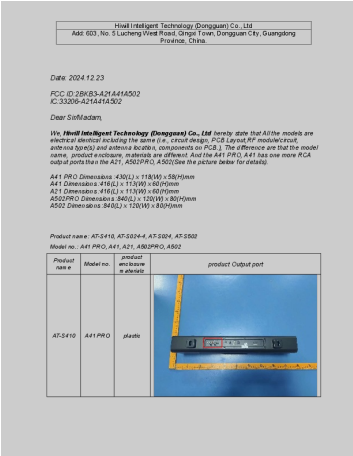 Hiwill Intelligent Technology (Dongguan) Co., Ltd
Add: 603, No. 5 Lucheng West Road, Qingxi Town, Dongguan City, Guangdong
Province, China.
Date: 2024.12.23
FCC ID:2BKB3-A21A41A502
IC:33206-A21A41A502
Dear Sir/Madam,
We, Hiwill Intelligent Technology (Dongguan) Co., Ltd hereby state that All the models are
electrical identical including the same (i.e., circuit design, PCB Layout,RF module/circuit,
antenna type(s) and antenna location, components on PCB.), The difference are that the model
name, product enclosure, materials are different. And the A41 PRO, A41 has one more RCA
output ports than the A21, A502PRO, A502(See the picture below for details).
A41 PRO Dimensions :430(L) x 118(W) x 58(H)mm
A41 Dimensions :416(L) x 113(W) x 60(H)mm
A21 Dimensions :416(L) x 113(W) x 60(H)mm
A502PRO Dimensions :840(L) x 120(W) x 80(H)mm
A502 Dimensions :840(L) x 120(W) x 80(H)mm
Product name: AT-S410, AT-S024-4, AT-S024, AT-S502
Model no.: A41 PRO, A41, A21, A502PRO, A502
Product name
Model no.
product enclosure materials
product Output port
AT-S410
A41 PRO
plastic